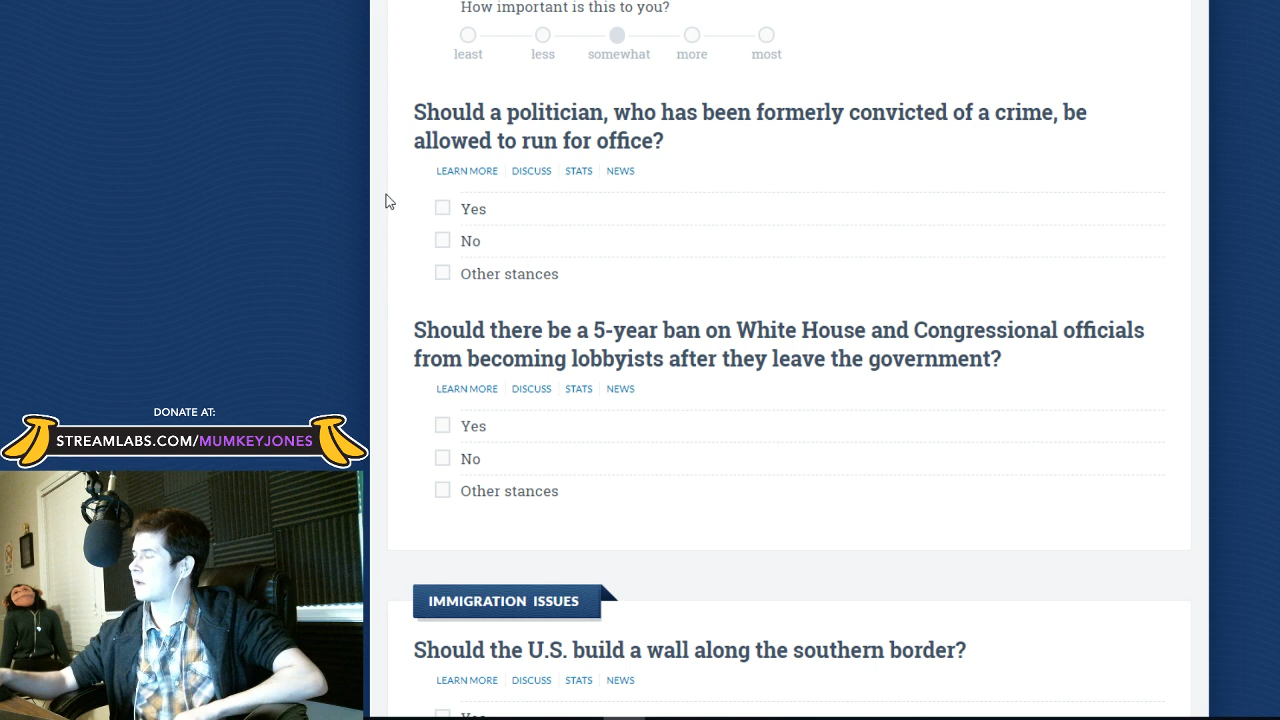 How important is this to you?
least less somewhat more most
Should a politician, who has been formerly convicted of a crime, be
allowed to run for office?
LEARN MORE DISCUSS STATS NEWS
Yes
No
Other stances
Should there be a 5-year ban on White House and Congressional officials
from becoming lobbyists after they leave the government?
LEARN MORE DISCUSS STATS NEWS
Yes
No
Other stances
IMMIGRATION ISSUES
Should the U.S. build a wall along the southern border?
LEARN MORE DISCUSS STATS NEWS
Yes
DONATE AT:
STREAMLABS.COM/MUMKEYJONES